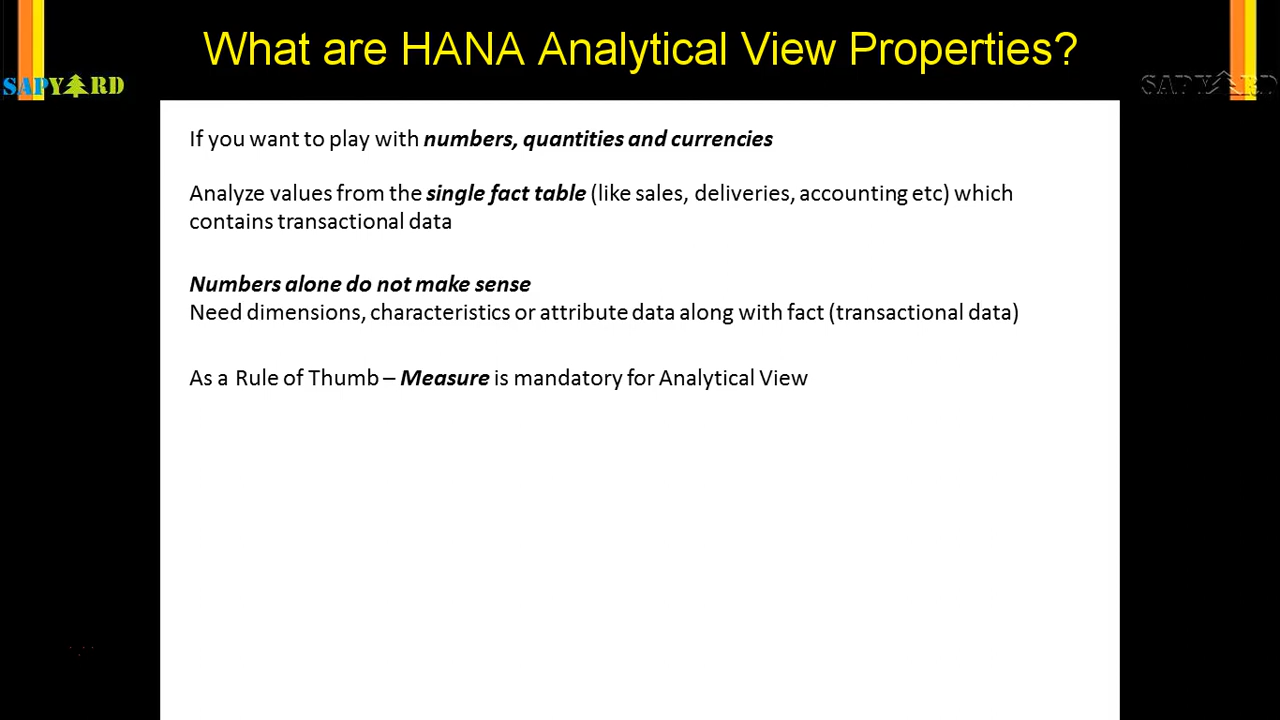 What are HANA Analytical View Properties?
SAPYARD
SAPYARD
If you want to play with numbers, quantities and currencies
Analyze values from the single fact table (like sales, deliveries, accounting etc) which
contains transactional data
Numbers alone do not make sense
Need dimensions, characteristics or attribute data along with fact (transactional data)
As a Rule of Thumb – Measure is mandatory for Analytical View